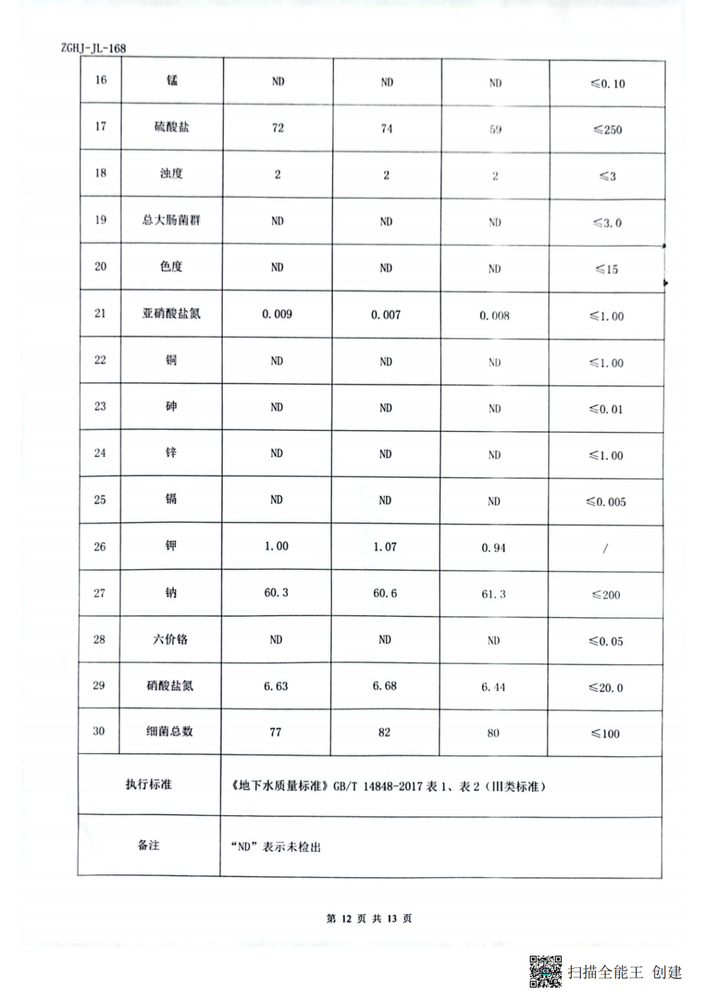 ZGHJ-JL-168
16 锰 ND ND ND ≤0.10
17 硫酸盐 72 74 59 ≤250
18 浊度 2 2 2 ≤3
19 总大肠菌群 ND ND ND ≤3.0
20 色度 ND ND ND ≤15
21 亚硝酸盐氮 0.009 0.007 0.008 ≤1.00
22 铜 ND ND ND ≤1.00
23 砷 ND ND ND ≤0.01
24 锌 ND ND ND ≤1.00
25 镉 ND ND ND ≤0.005
26 钾 1.00 1.07 0.94 /
27 钠 60.3 60.6 61.3 ≤200
28 六价铬 ND ND ND ≤0.05
29 硝酸盐氮 6.63 6.68 6.44 ≤20.0
30 细菌总数 77 82 80 ≤100
执行标准 《地下水质量标准》GB/T 14848-2017 表 1、表 2（III类标准）
备注 “ND”表示未检出
第 12 页 共 13 页
扫描全能王 创建